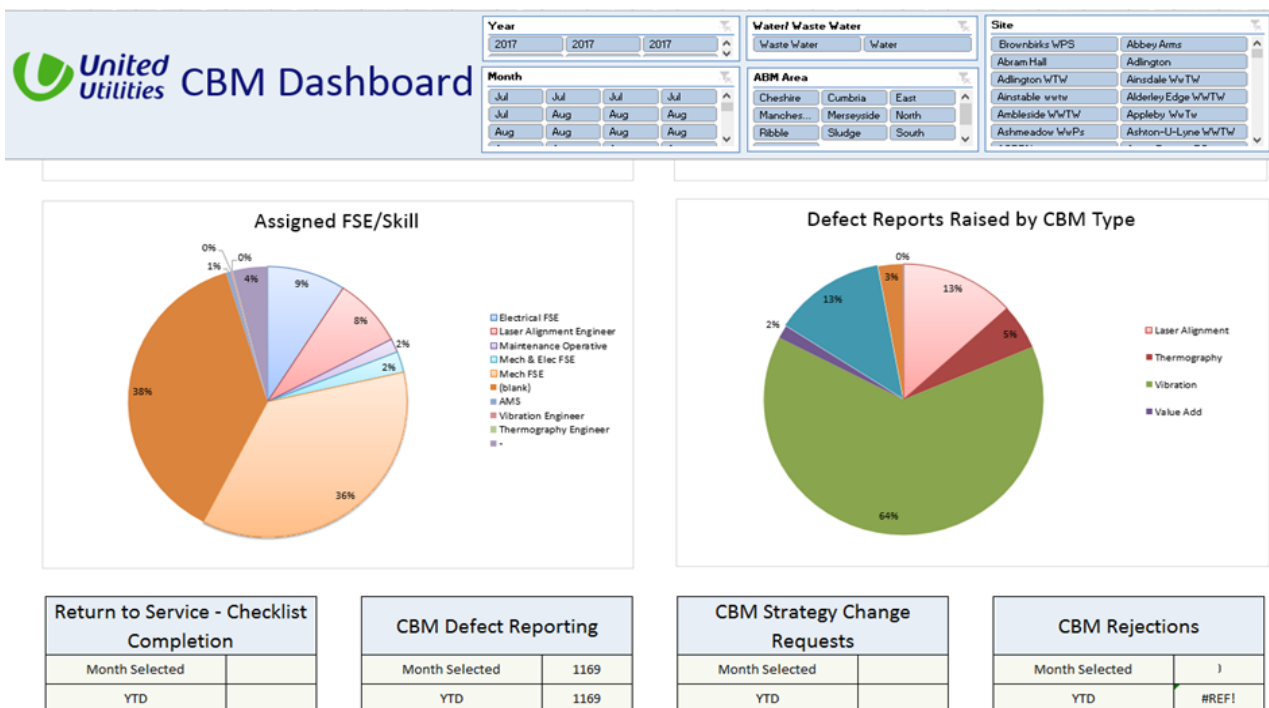 United
Utilities
CBM Dashboard
Year
2017 2017 2017
Month
Jul Jul Jul Jul
Jul Aug Aug Aug
Aug Aug Aug Aug
Water/ Waste Water
Waste Water Water
ABM Area
Cheshire Cumbria East
Manches... Merseyside North
Ribble Sludge South
Site
Brownbirks WPS Abbey Arms
Abram Hall Adlington
Adlington WTW Ainsdale WwTW
Ainstable wwtw Alderley Edge WWTW
Ambleside WWTW Appleby WwTw
Ashmeadow WwPs Ashton-U-Lyne WWTW
Assigned FSE/Skill
0%
0%
1%
4%
9%
8%
2%
2%
38%
36%
Electrical FSE
Laser Alignment Engineer
Maintenance Operative
Mech & Elec FSE
Mech FSE
(blank)
AMS
Vibration Engineer
Thermography Engineer
-
Defect Reports Raised by CBM Type
0%
3%
13%
13%
2%
5%
64%
Laser Alignment
Thermography
Vibration
Value Add
Return to Service - Checklist
Completion
Month Selected
YTD
CBM Defect Reporting
Month Selected 1169
YTD 1169
CBM Strategy Change
Requests
Month Selected
YTD
CBM Rejections
Month Selected )
YTD #REF!